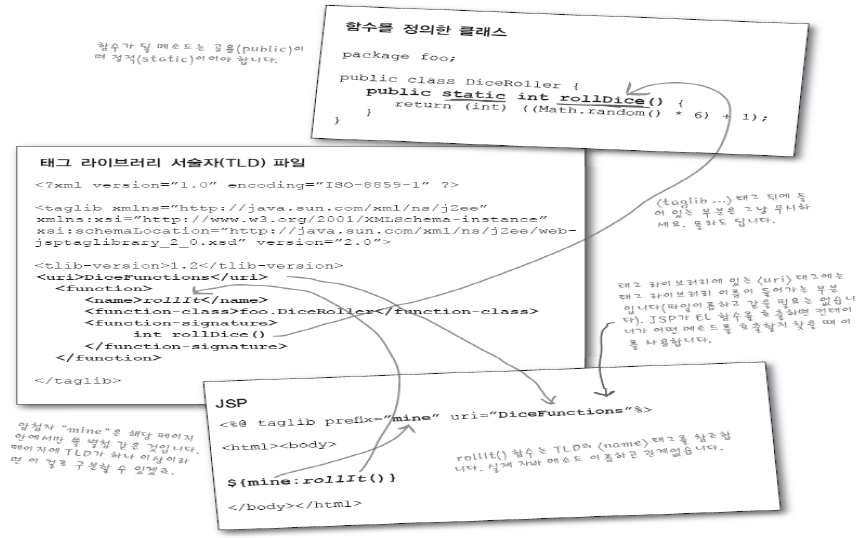 함수를 정의한 클래스
package foo;
public class DiceRoller {
public static int rollDice() {
return (int) ((Math.random() * 6) + 1);
}
}
함수가 될 메소드는 공용(public)이
며 정적(static)이어야 합니다.
태그 라이브러리 서술자(TLD) 파일
<?xml version="1.0" encoding="ISO-8859-1" ?>
<taglib xmlns="http://java.sun.com/xml/ns/j2ee"
xmlns:xsi="http://www.w3.org/2001/XMLSchema-instance"
xsi:schemaLocation="http://java.sun.com/xml/ns/j2ee/web-
jsptaglibrary_2_0.xsd" version="2.0">
<tlib-version>1.2</tlib-version>
<uri>DiceFunctions</uri>
<function>
<name>rollIt</name>
<function-class>foo.DiceRoller</function-class>
<function-signature>
int rollDice()
</function-signature>
</function>
</taglib>
<taglib ...> 태그 뒤에 들
어 있는 부분은 그냥 무시하
세요. 몰라도 됩니다.
태그 라이브러리에 있는 <uri> 태그에는
태그 라이브러리 이름이 들어가는 부분
입니다(파일이름하고 같을 필요는 없습니
다). JSP가 EL 함수를 호출하면 컨테이
너가 어떤 메소드를 호출할지 찾을 때 이
를 사용합니다.
JSP
<%@ taglib prefix="mine" uri="DiceFunctions"%>
<html><body>
${mine:rollIt()}
</body></html>
rollIt() 함수는 TLD의 <name> 태그를 참조합
니다. 실제 자바 메소드 이름하고 관계없습니다.
접두사 "mine"은 해당 페이지
안에서만 쓸 별칭 같은 것입니다.
페이지에 TLD가 하나 이상이라
면 이 걸로 구분할 수 있겠죠.